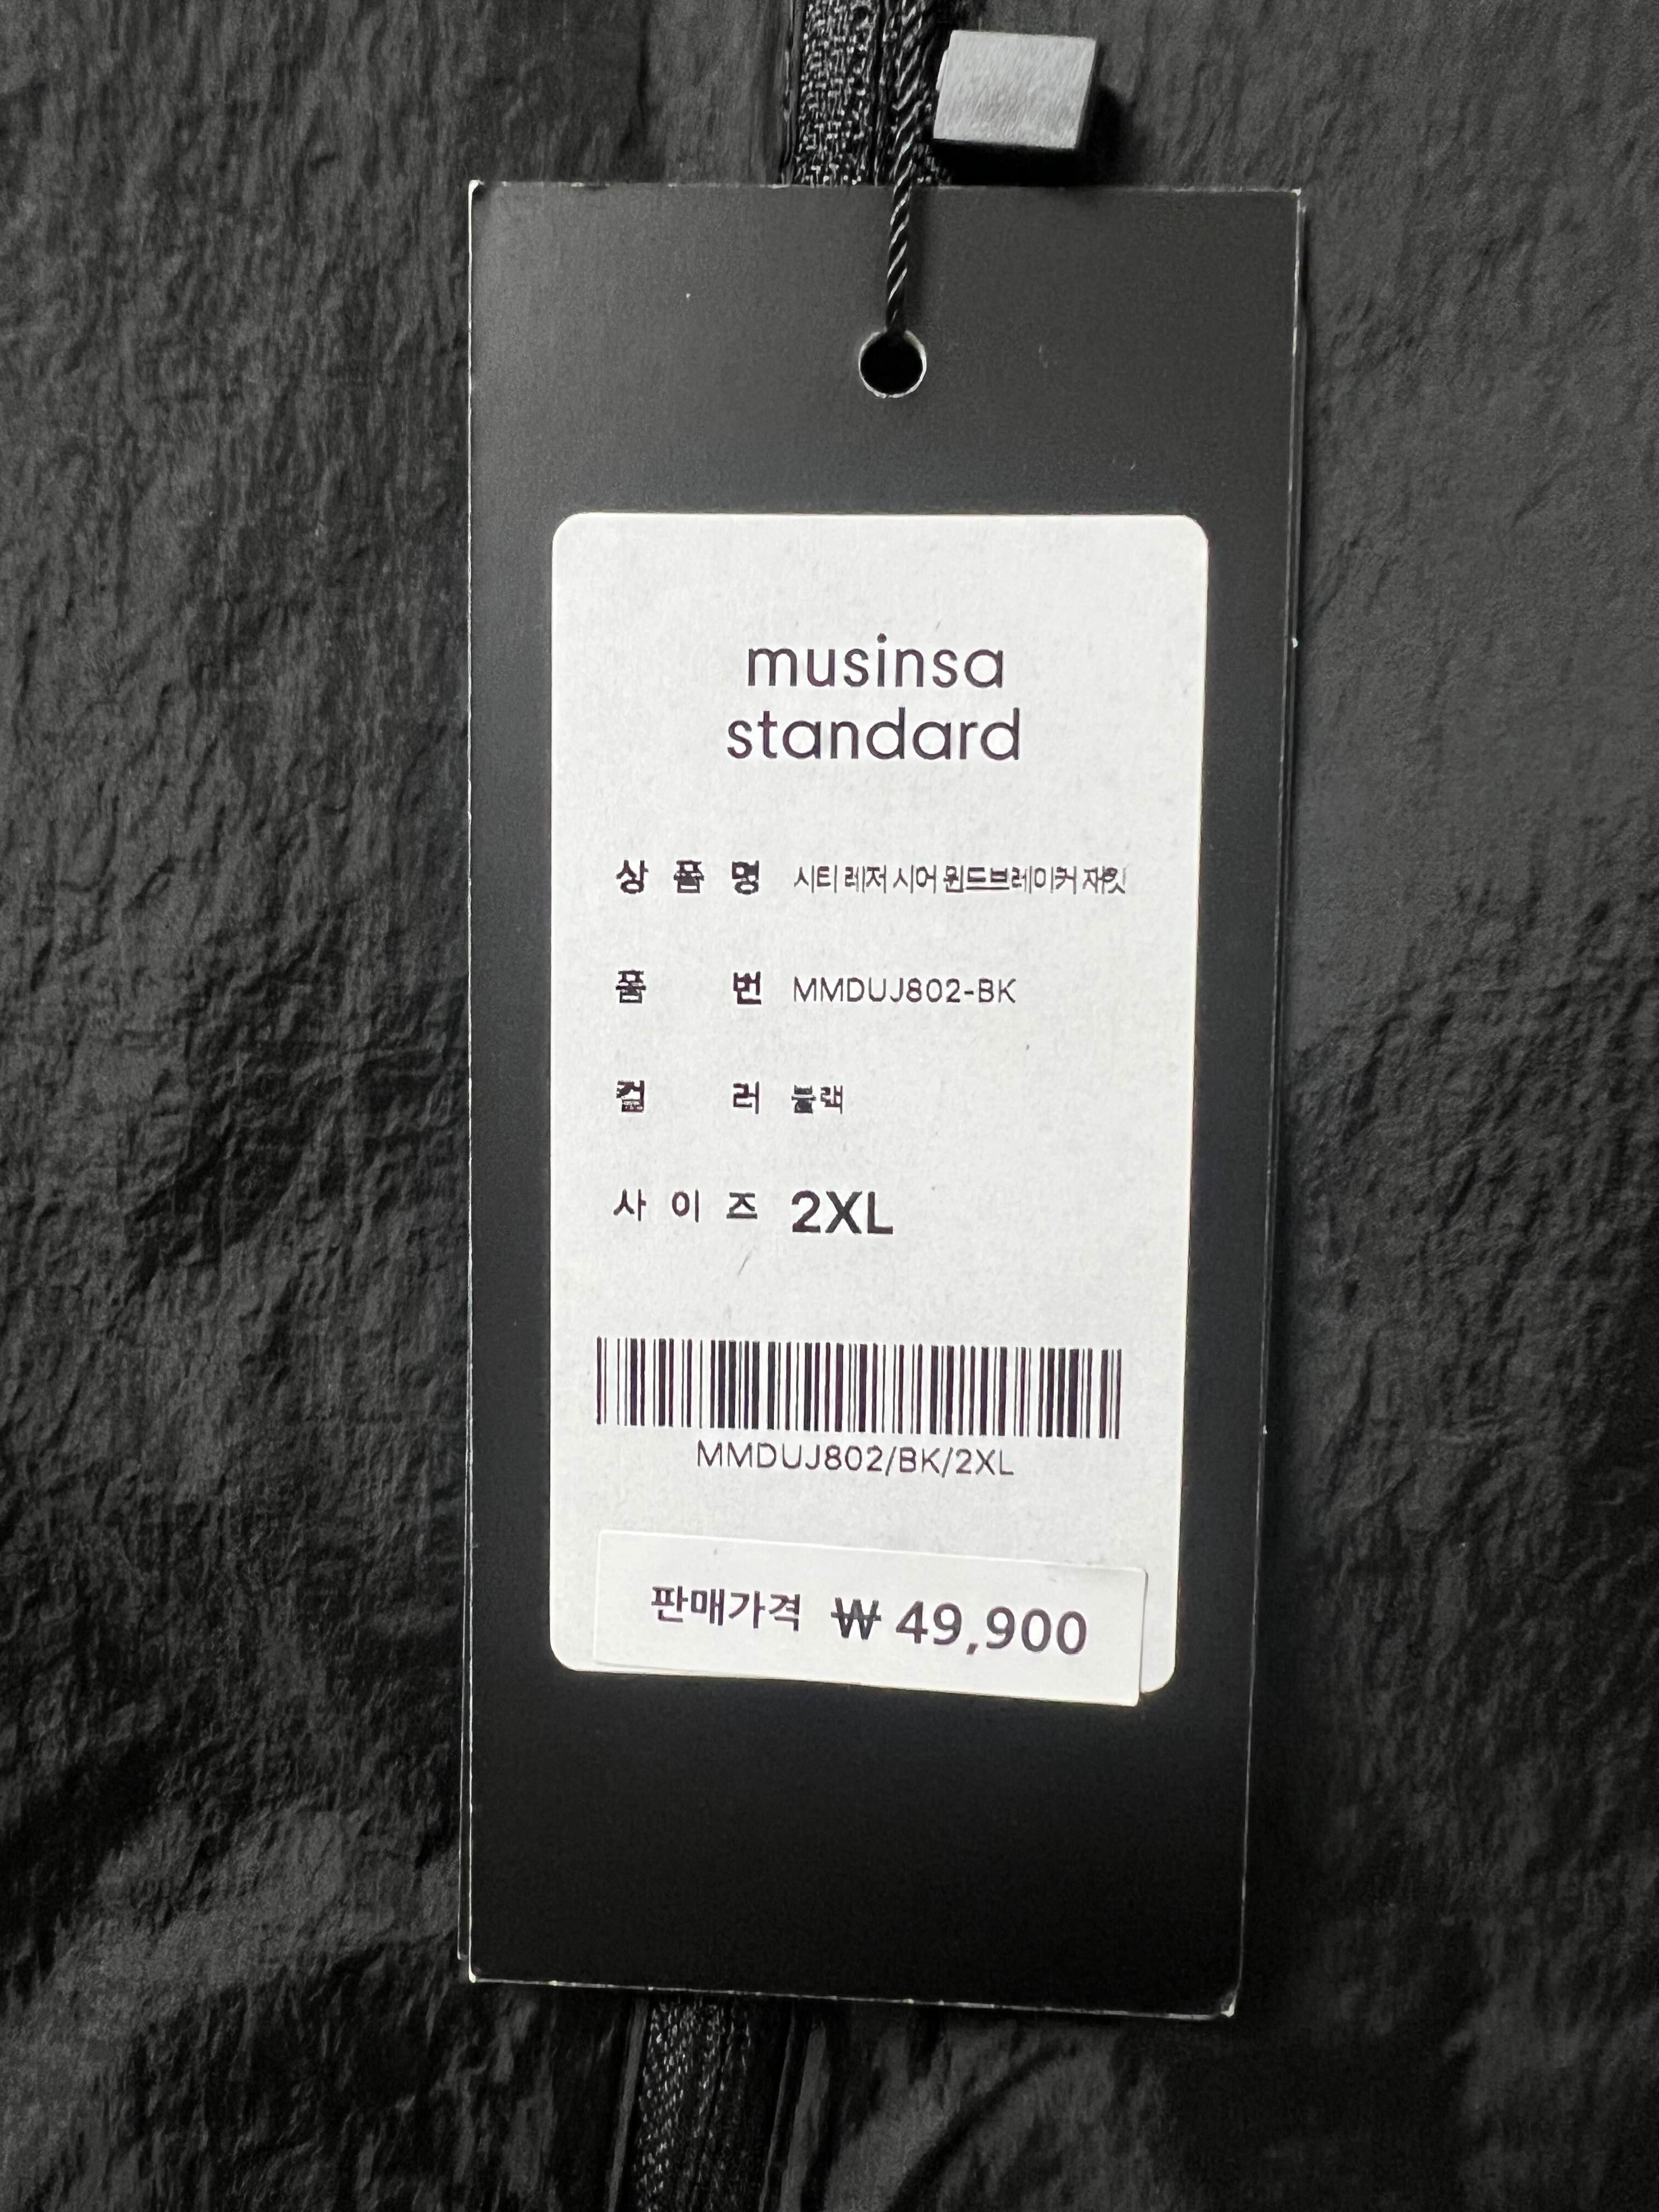 musinsa
standard
상품명 시티 레저 시어 윈드브레이커 재킷
품번 MMDUJ802-BK
컬러 블랙
사이즈 2XL
MMDUJ802/BK/2XL
판매가격 ₩ 49,900